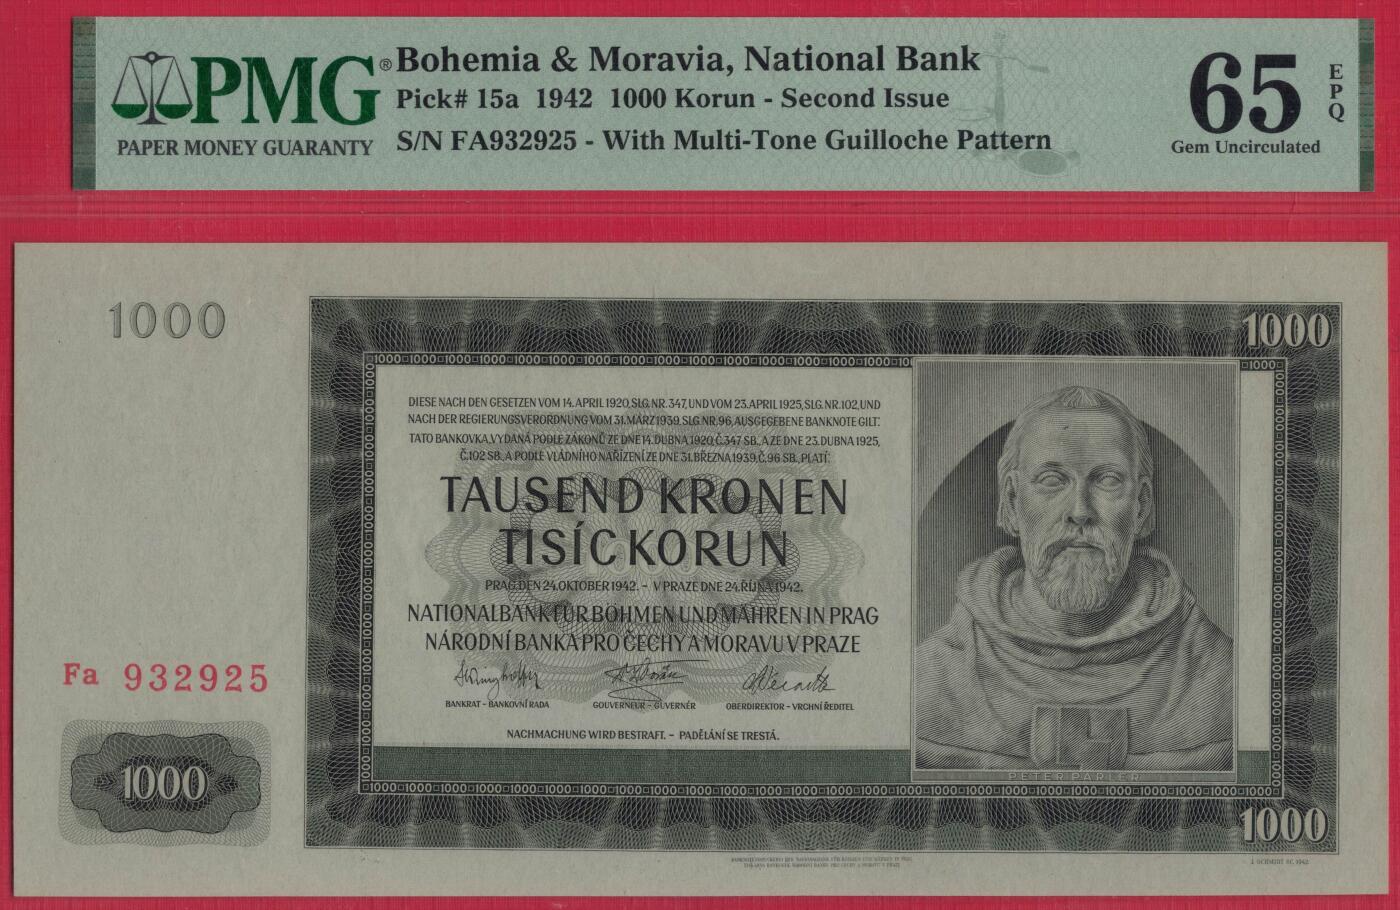 PMG®
PAPER MONEY GUARANTY
Bohemia & Moravia, National Bank
Pick# 15a 1942 1000 Korun - Second Issue
S/N FA932925 - With Multi-Tone Guilloche Pattern
65
EPQ
Gem Uncirculated
1000
1000
DIESE NACH DEN GESETZEN VOM 14. APRIL 1920, SLG. NR. 347, UND VOM 23. APRIL 1925, SLG. NR. 102, UND
NACH DER REGIERUNGSVERORDNUNG VOM 31. MÄRZ 1939, SLG. NR. 96, AUSGEGEBENE BANKNOTE GILT:
TATO BANKOVKA, VYDANÁ PODLE ZÁKONŮ ZE DNE 14. DUBNA 1920, Č. 347 SB., A ZE DNE 23. DUBNA 1925,
Č. 102 SB., A PODLE VLÁDNÍHO NAŘÍZENÍ ZE DNE 31. BŘEZNA 1939, Č. 96 SB., PLATÍ:
TAUSEND KRONEN
TISÍC KORUN
PRAG, DEN 24. OKTOBER 1942. - V PRAZE DNE 24. ŘÍJNA 1942.
NATIONALBANK FÜR BÖHMEN UND MÄHREN IN PRAG
NÁRODNÍ BANKA PRO ČECHY A MORAVU V PRAZE
BANKRAT - BANKOVNÍ RADA
GOUVERNEUR - GUVERNÉR
OBERDIREKTOR - VRCHNÍ ŘEDITEL
NACHMACHUNG WIRD BESTRAFT. - PADĚLÁNÍ SE TRESTÁ.
Fa 932925
1000
PETER PARLER
1000
J. SCHMIDT SC. 1942